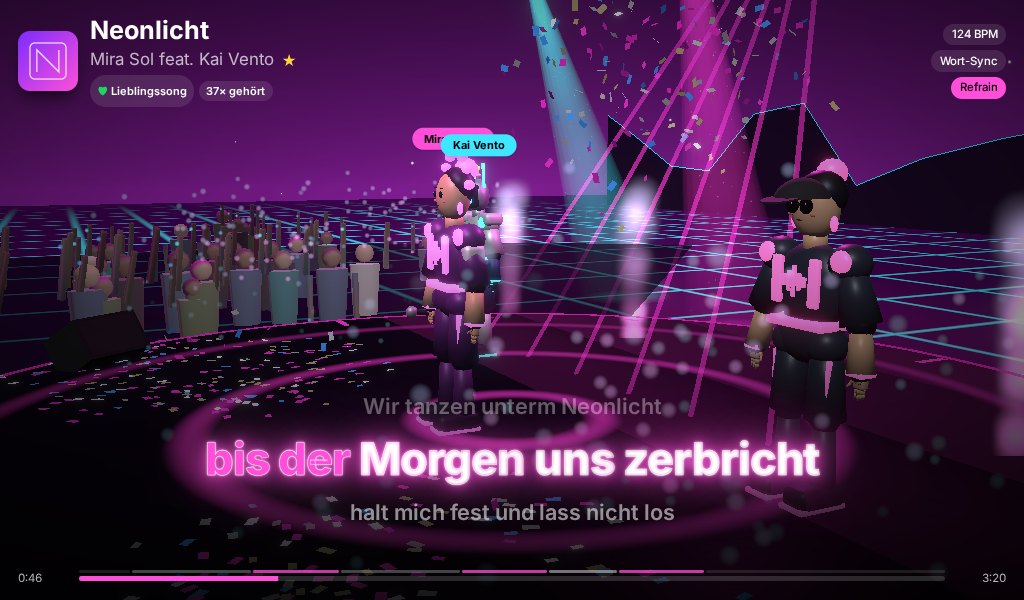 Neonlicht
Mira Sol feat. Kai Vento
Lieblingssong
37× gehört
124 BPM
Wort-Sync
Refrain
Kai Vento
Wir tanzen unterm Neonlicht
bis der Morgen uns zerbricht
halt mich fest und lass nicht los
0:46
3:20